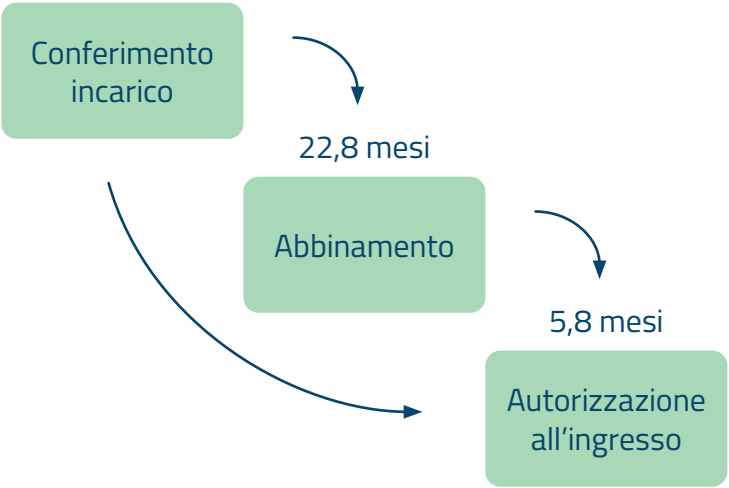 Conferimento
incarico
22,8 mesi
Abbinamento
5,8 mesi
Autorizzazione
all’ingresso